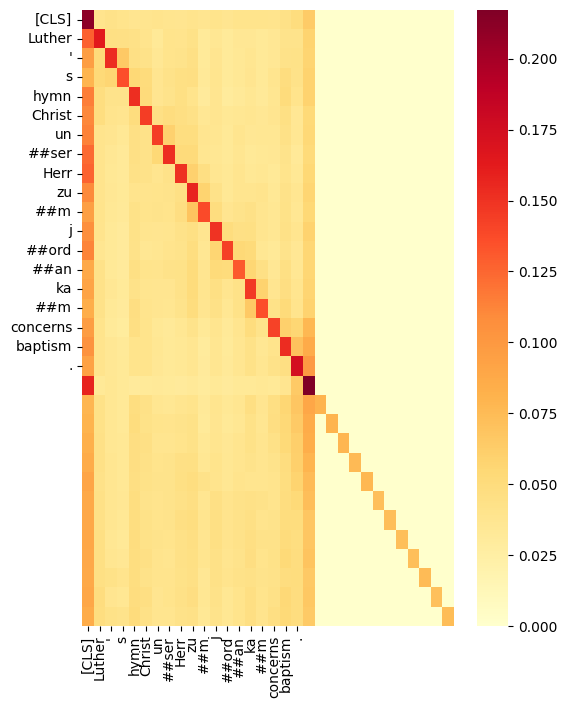 [CLS]
Luther
'
s
hymn
Christ
un
##ser
Herr
zu
##m
j
##ord
##an
ka
##m
concerns
baptism
.
0.200
0.175
0.150
0.125
0.100
0.075
0.050
0.025
0.000
[CLS]
Luther
'
s
hymn
Christ
un
##ser
Herr
zu
##m
j
##ord
##an
ka
##m
concerns
baptism
.